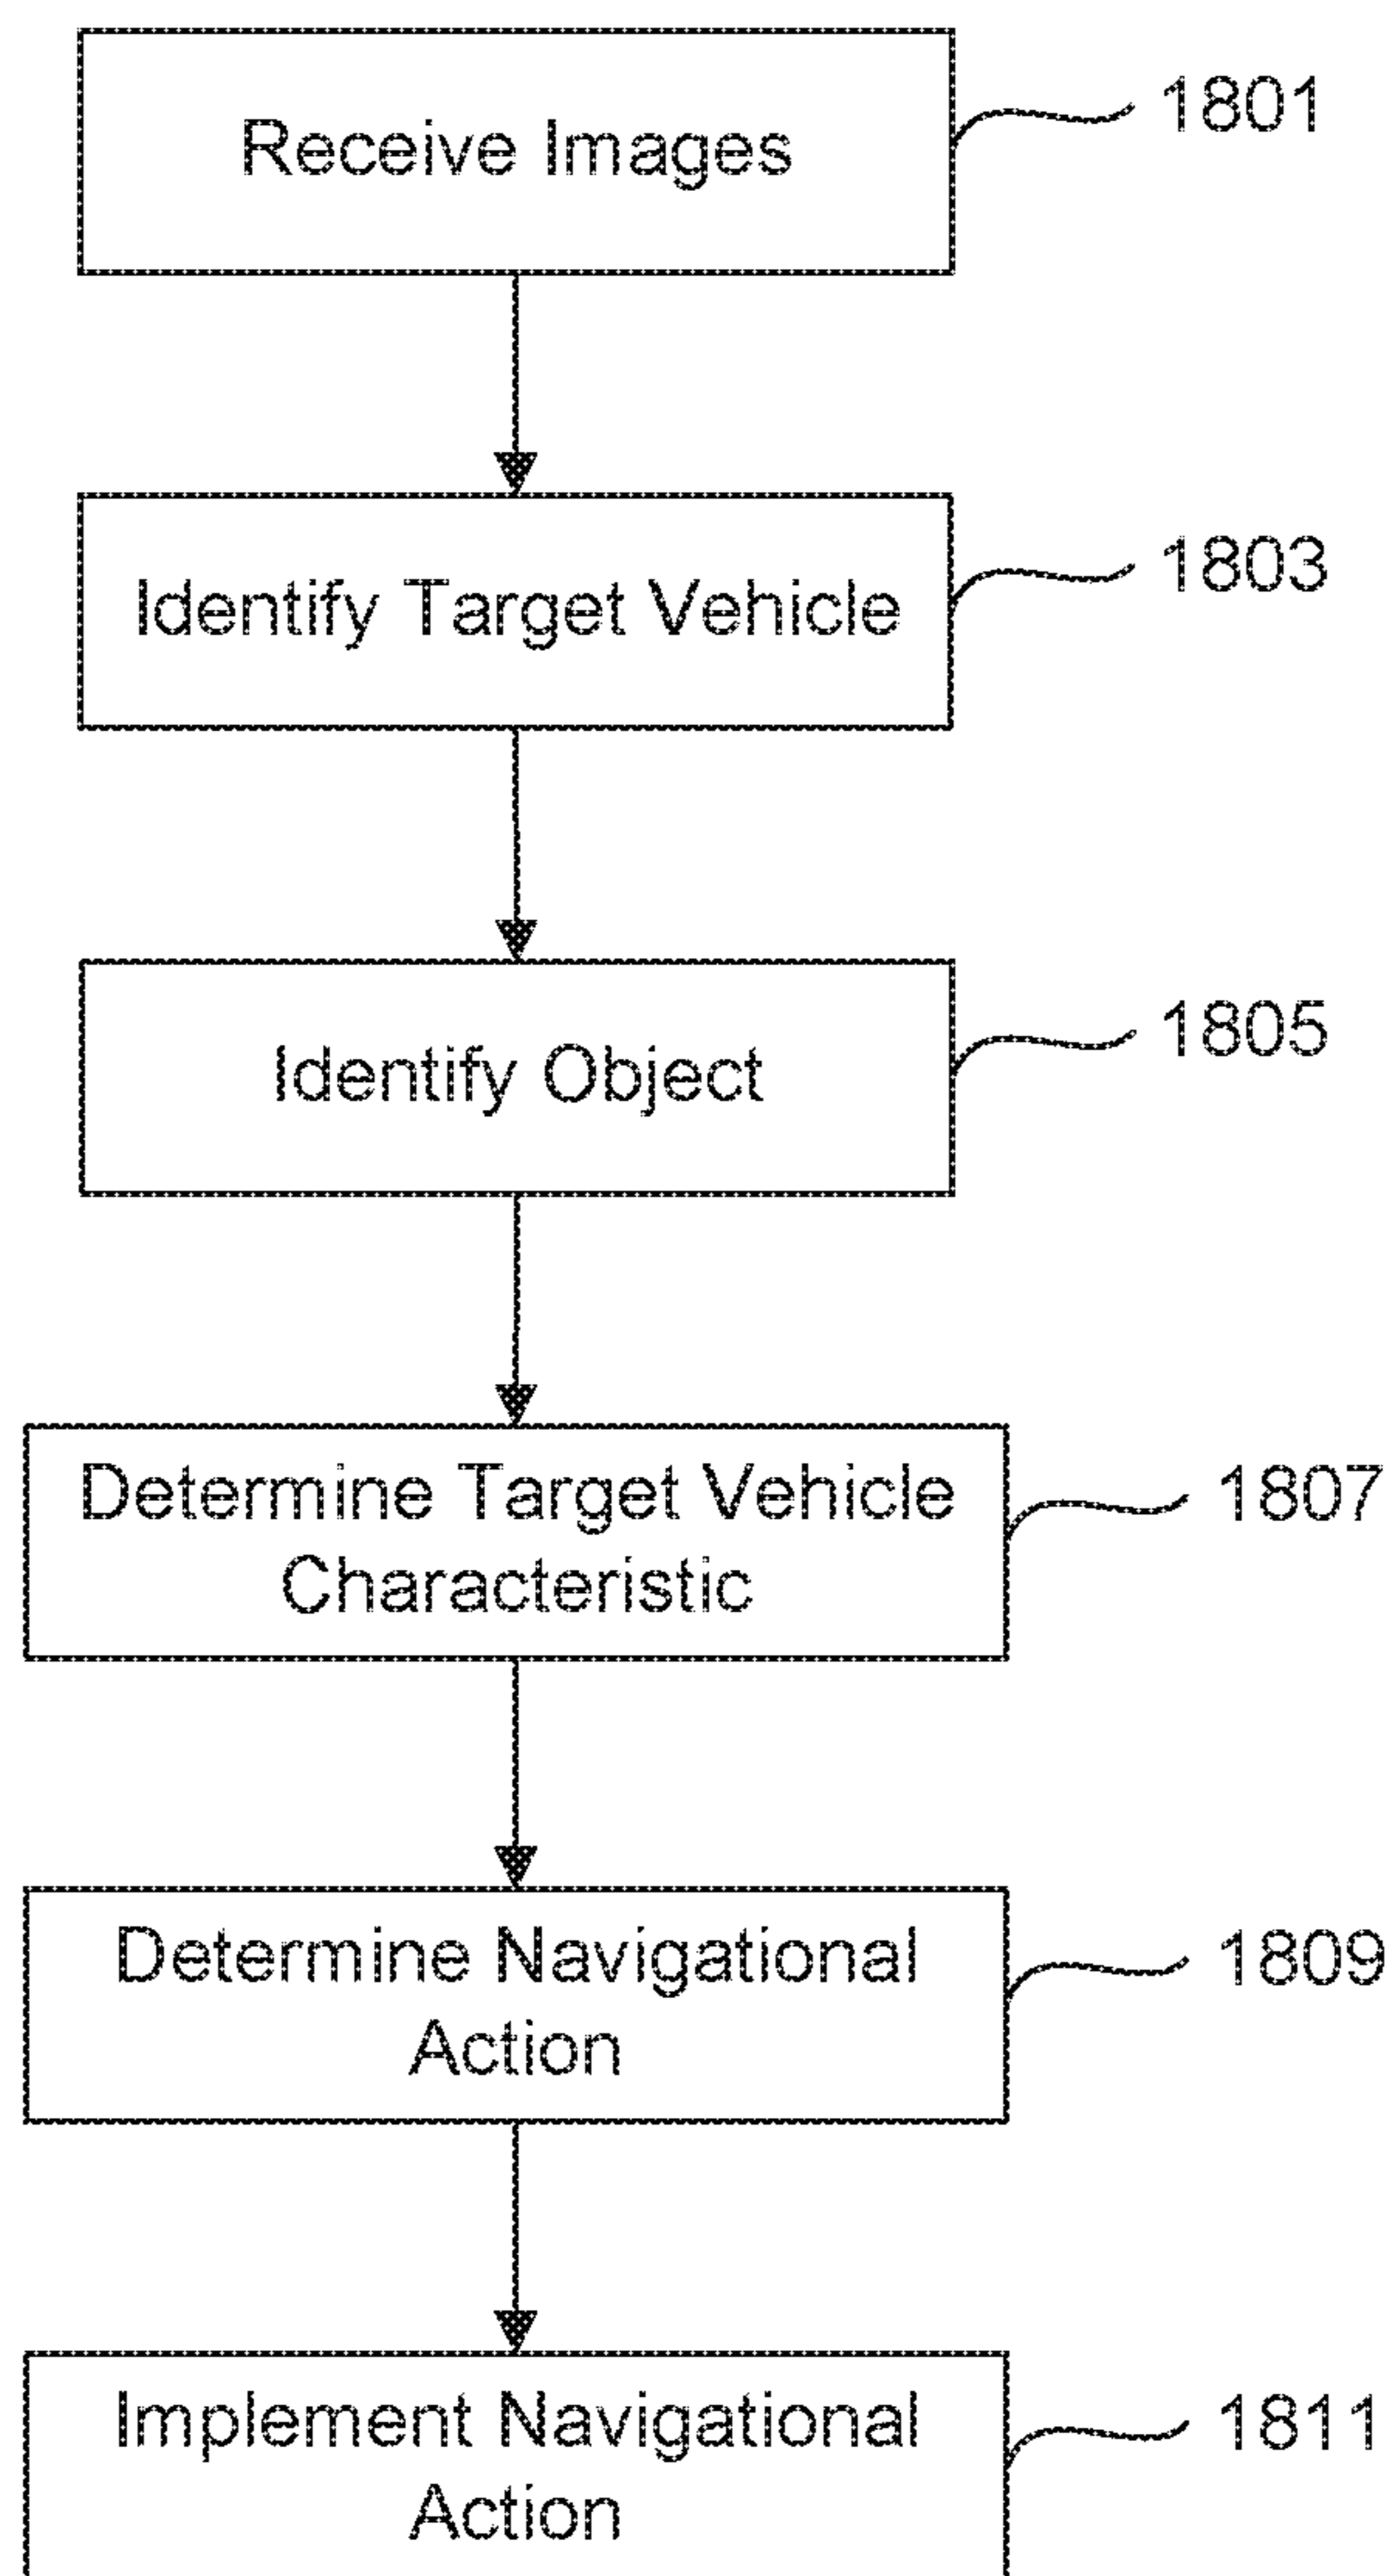 Receive Images
1801
Identify Target Vehicle
1803
Identify Object
1805
Determine Target Vehicle
Characteristic
1807
Determine Navigational
Action
1809
Implement Navigational
Action
1811